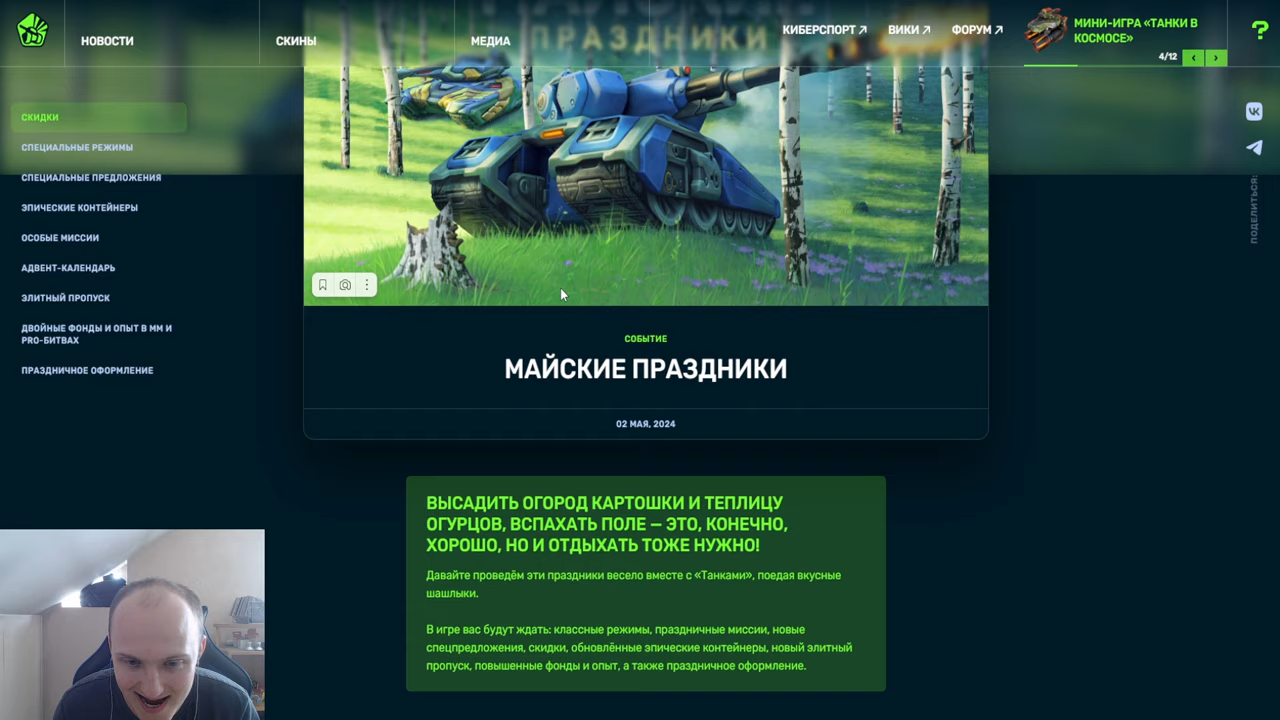 ПРАЗДНИКИ
НОВОСТИ
СКИНЫ
МЕДИА
КИБЕРСПОРТ
ВИКИ
ФОРУМ
МИНИ-ИГРА «ТАНКИ В
КОСМОСЕ»
4/12
?
СКИДКИ
СПЕЦИАЛЬНЫЕ РЕЖИМЫ
СПЕЦИАЛЬНЫЕ ПРЕДЛОЖЕНИЯ
ЭПИЧЕСКИЕ КОНТЕЙНЕРЫ
ОСОБЫЕ МИССИИ
АДВЕНТ-КАЛЕНДАРЬ
ЭЛИТНЫЙ ПРОПУСК
ДВОЙНЫЕ ФОНДЫ И ОПЫТ В ММ И
PRO-БИТВАХ
ПРАЗДНИЧНОЕ ОФОРМЛЕНИЕ
ПОДЕЛИТЬСЯ:
СОБЫТИЕ
МАЙСКИЕ ПРАЗДНИКИ
02 МАЯ, 2024
ВЫСАДИТЬ ОГОРОД КАРТОШКИ И ТЕПЛИЦУ
ОГУРЦОВ, ВСПАХАТЬ ПОЛЕ — ЭТО, КОНЕЧНО,
ХОРОШО, НО И ОТДЫХАТЬ ТОЖЕ НУЖНО!
Давайте проведём эти праздники весело вместе с «Танками», поедая вкусные
шашлыки.
В игре вас будут ждать: классные режимы, праздничные миссии, новые
спецпредложения, скидки, обновлённые эпические контейнеры, новый элитный
пропуск, повышенные фонды и опыт, а также праздничное оформление.